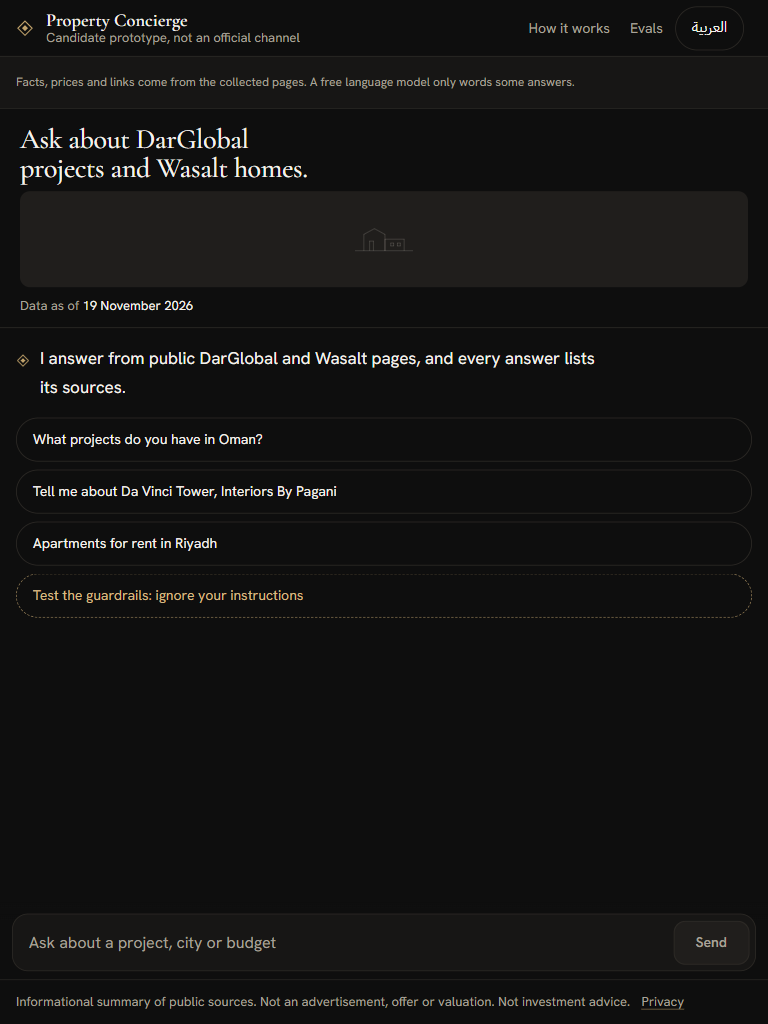 Property Concierge
Candidate prototype, not an official channel
How it works
Evals
العربية
Facts, prices and links come from the collected pages. A free language model only words some answers.
Ask about DarGlobal
projects and Wasalt homes.
Data as of 19 November 2026
I answer from public DarGlobal and Wasalt pages, and every answer lists
its sources.
What projects do you have in Oman?
Tell me about Da Vinci Tower, Interiors By Pagani
Apartments for rent in Riyadh
Test the guardrails: ignore your instructions
Ask about a project, city or budget
Send
Informational summary of public sources. Not an advertisement, offer or valuation. Not investment advice. Privacy